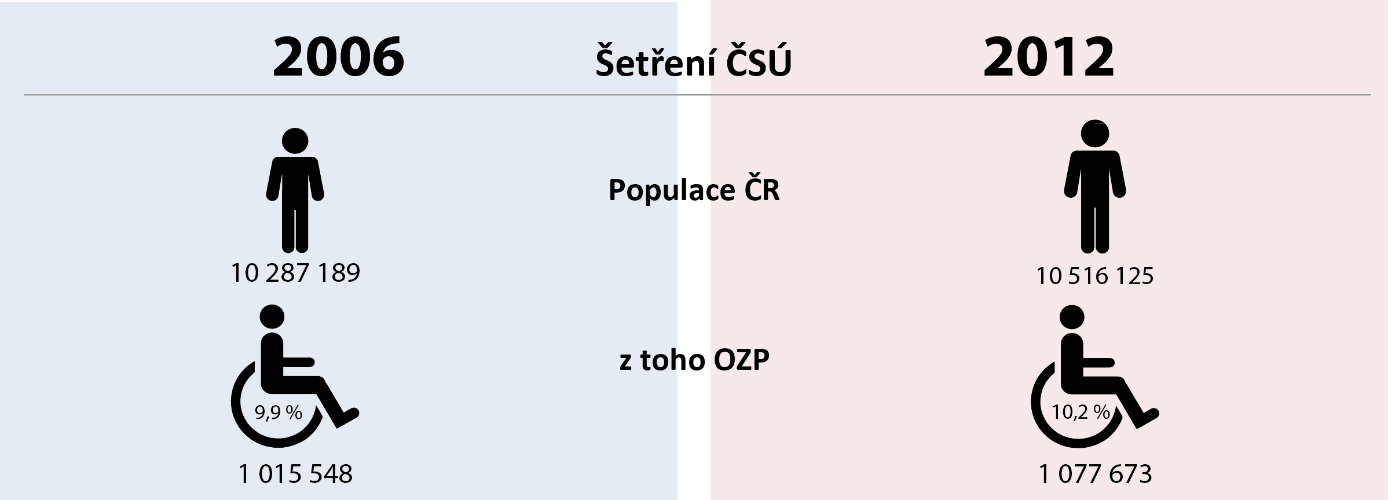 2006 Šetření ČSÚ 2012
Populace ČR
10 287 189 10 516 125
z toho OZP
9,9 % 10,2 %
1 015 548 1 077 673